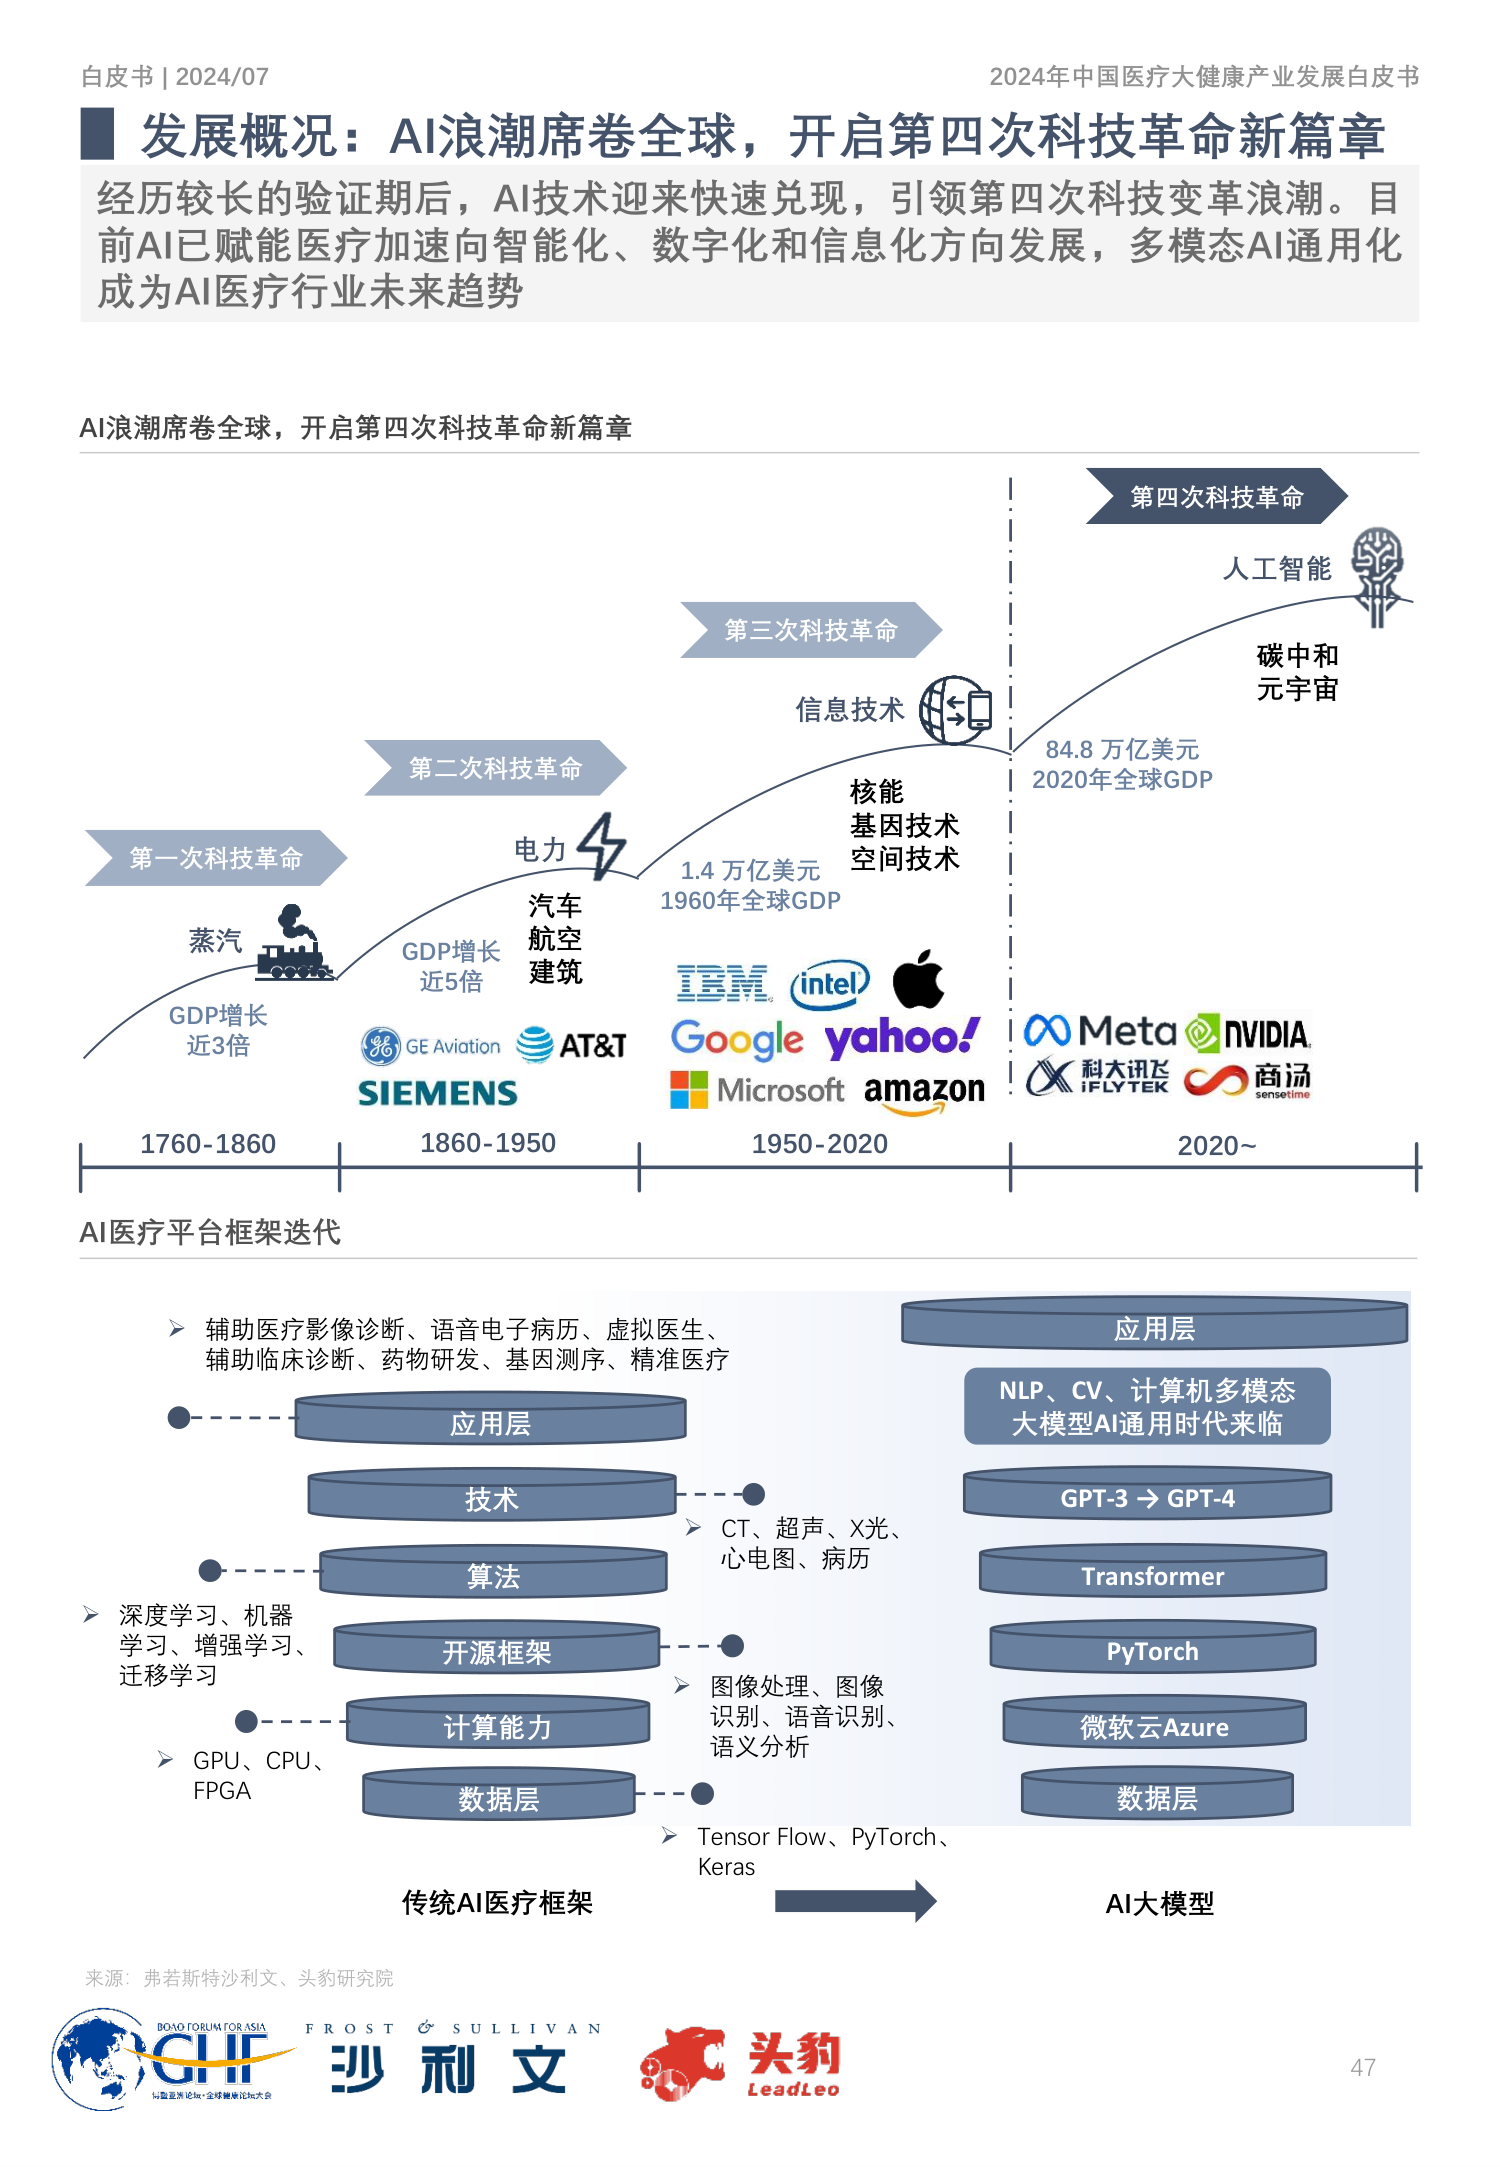 白皮书 | 2024/07
2024年中国医疗大健康产业发展白皮书
发展概况：AI浪潮席卷全球，开启第四次科技革命新篇章
经历较长的验证期后，AI技术迎来快速兑现，引领第四次科技变革浪潮。目
前AI已赋能医疗加速向智能化、数字化和信息化方向发展，多模态AI通用化
成为AI医疗行业未来趋势
AI浪潮席卷全球，开启第四次科技革命新篇章
第四次科技革命
人工智能
碳中和
元宇宙
84.8 万亿美元
2020年全球GDP
第三次科技革命
信息技术
核能
基因技术
空间技术
1.4 万亿美元
1960年全球GDP
第二次科技革命
电力
汽车
航空
建筑
GDP增长
近5倍
第一次科技革命
蒸汽
GDP增长
近3倍
GE Aviation
AT&T
SIEMENS
IBM
intel
Google
yahoo!
Microsoft
amazon
Meta
NVIDIA
科大讯飞
iFLYTEK
商汤
sensetime
1760-1860
1860-1950
1950-2020
2020~
AI医疗平台框架迭代
辅助医疗影像诊断、语音电子病历、虚拟医生、
辅助临床诊断、药物研发、基因测序、精准医疗
应用层
技术
CT、超声、X光、
心电图、病历
算法
深度学习、机器
学习、增强学习、
迁移学习
开源框架
图像处理、图像
识别、语音识别、
语义分析
计算能力
GPU、CPU、
FPGA
数据层
Tensor Flow、PyTorch、
Keras
传统AI医疗框架
应用层
NLP、CV、计算机多模态
大模型AI通用时代来临
GPT-3 → GPT-4
Transformer
PyTorch
微软云Azure
数据层
AI大模型
来源：弗若斯特沙利文、头豹研究院
BOAO FORUM FOR ASIA
GHF
博鳌亚洲论坛·全球健康论坛大会
FROST & SULLIVAN
沙利文
头豹
LeadLeo
47